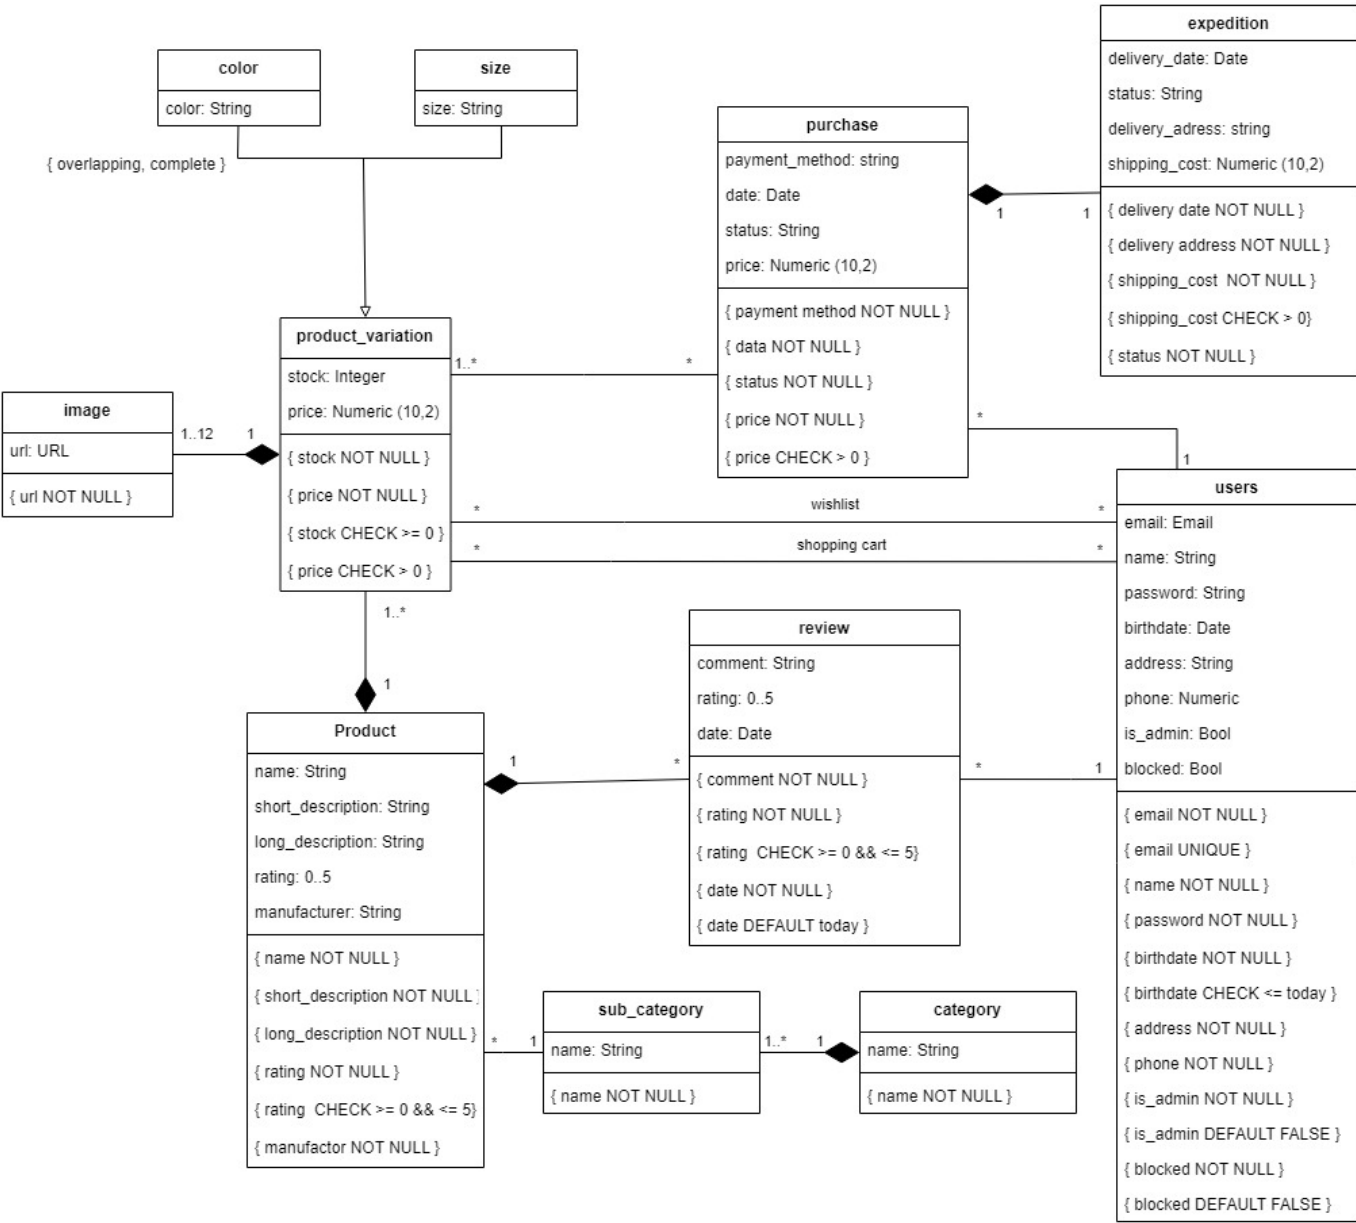 color
color: String
size
size: String
{ overlapping, complete }
purchase
payment_method: string
date: Date
status: String
price: Numeric (10,2)
{ payment method NOT NULL }
{ data NOT NULL }
{ status NOT NULL }
{ price NOT NULL }
{ price CHECK > 0 }
1
1
expedition
delivery_date: Date
status: String
delivery_adress: string
shipping_cost: Numeric (10,2)
{ delivery date NOT NULL }
{ delivery address NOT NULL }
{ shipping_cost  NOT NULL }
{ shipping_cost CHECK > 0}
{ status NOT NULL }
image
url: URL
{ url NOT NULL }
1..12
1
product_variation
stock: Integer
price: Numeric (10,2)
{ stock NOT NULL }
{ price NOT NULL }
{ stock CHECK >= 0 }
{ price CHECK > 0 }
1..*
*
*
1
* wishlist *
* shopping cart *
1..*
1
users
email: Email
name: String
password: String
birthdate: Date
address: String
phone: Numeric
is_admin: Bool
blocked: Bool
{ email NOT NULL }
{ email UNIQUE }
{ name NOT NULL }
{ password NOT NULL }
{ birthdate NOT NULL }
{ birthdate CHECK <= today }
{ address NOT NULL }
{ phone NOT NULL }
{ is_admin NOT NULL }
{ is_admin DEFAULT FALSE }
{ blocked NOT NULL }
{ blocked DEFAULT FALSE }
review
comment: String
rating: 0..5
date: Date
{ comment NOT NULL }
{ rating NOT NULL }
{ rating  CHECK >= 0 && <= 5}
{ date NOT NULL }
{ date DEFAULT today }
1
*
*
1
Product
name: String
short_description: String
long_description: String
rating: 0..5
manufacturer: String
{ name NOT NULL }
{ short_description NOT NULL }
{ long_description NOT NULL }
{ rating NOT NULL }
{ rating  CHECK >= 0 && <= 5}
{ manufactor NOT NULL }
*
1
sub_category
name: String
{ name NOT NULL }
1..*
1
category
name: String
{ name NOT NULL }